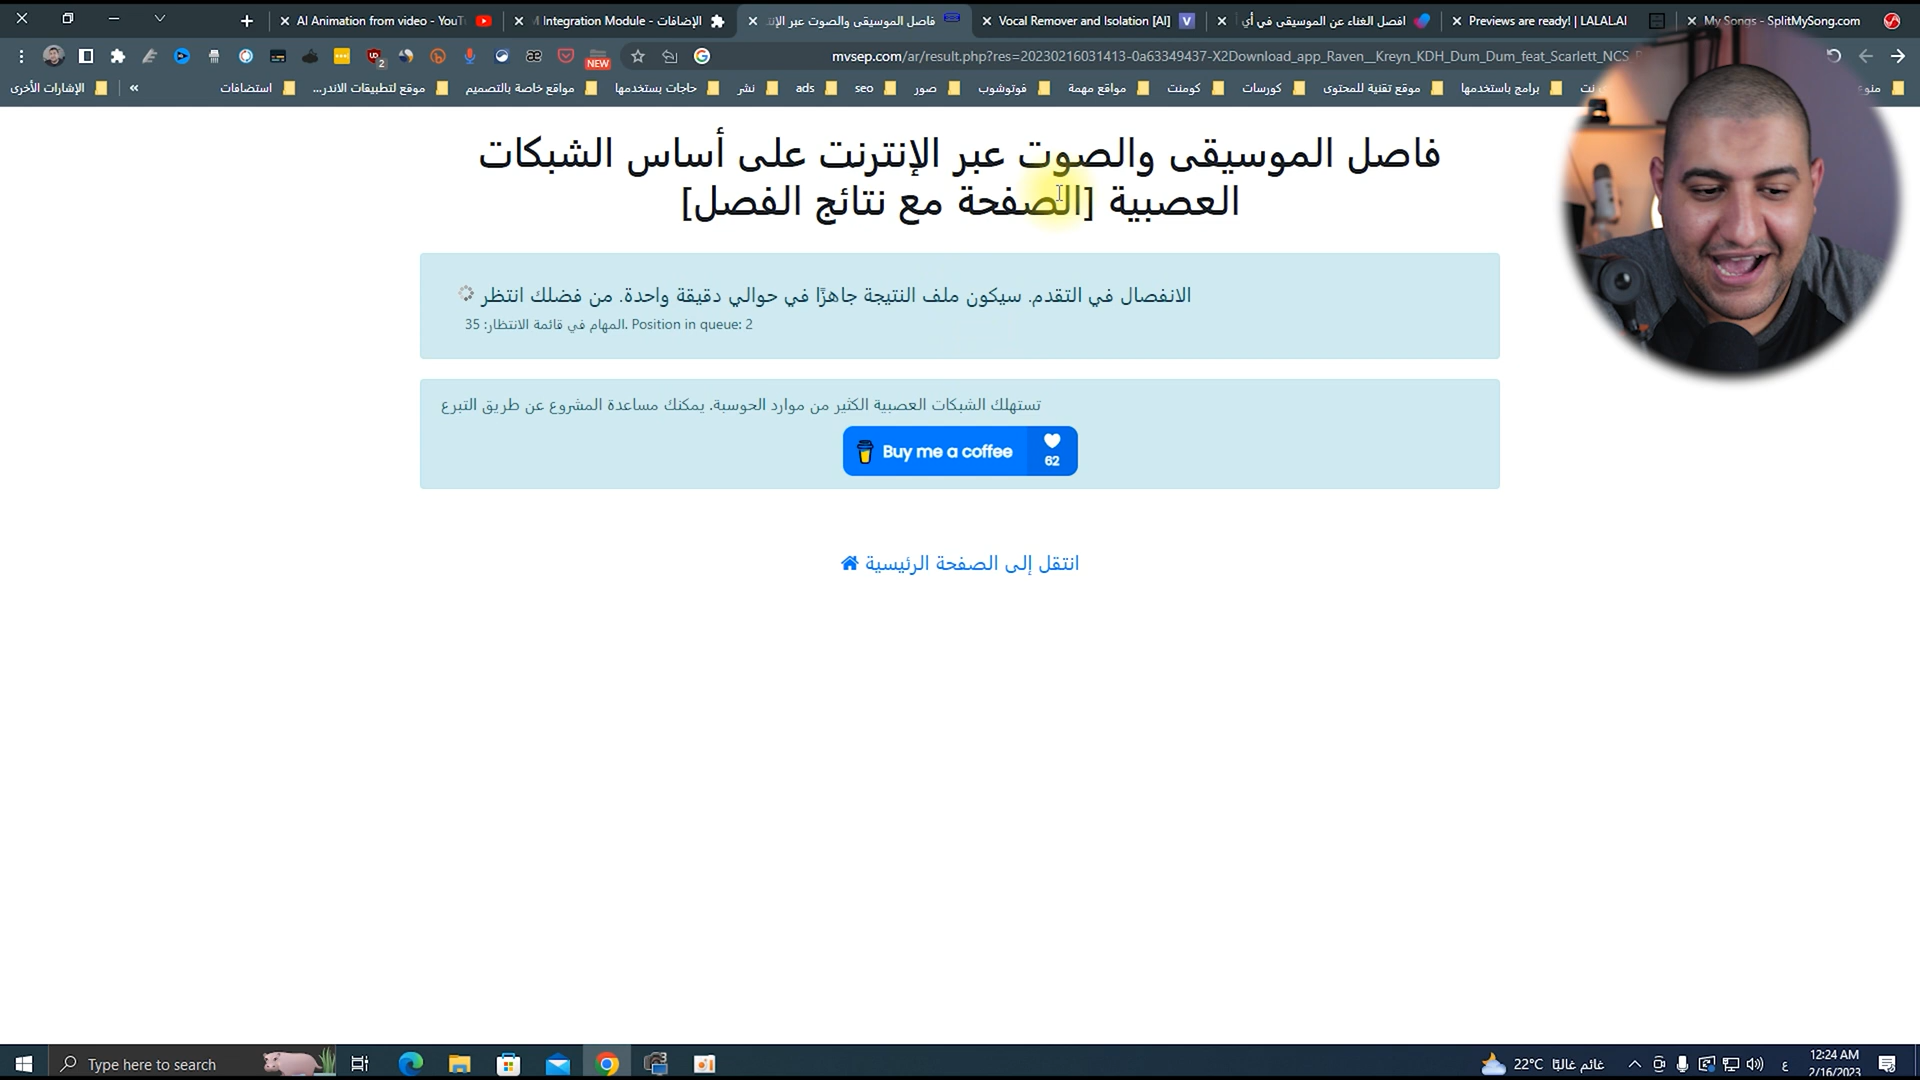 AI Animation from video - YouTu
Integration Module - الإضافات
فاصل الموسيقى والصوت عبر الإنتر
Vocal Remover and Isolation [AI]
افصل الغناء عن الموسيقى في أي
Previews are ready! | LALAL.AI
My Songs - SplitMySong.com
mvsep.com/ar/result.php?res=20230216031413-0a63349437-X2Download_app_Raven__Kreyn_KDH_Dum_Dum_feat_Scarlett_NCS_
NEW
2
منوع
برامج باستخدمها
موقع تقنية للمحتوى
كورسات
كومنت
مواقع مهمة
فوتوشوب
صور
seo
ads
نشر
حاجات بستخدمها
مواقع خاصة بالتصميم
موقع لتطبيقات الاندر...
استضافات
»
الإشارات الأخرى
فاصل الموسيقى والصوت عبر الإنترنت على أساس الشبكات
العصبية [الصفحة مع نتائج الفصل]
الانفصال في التقدم. سيكون ملف النتيجة جاهزًا في حوالي دقيقة واحدة. من فضلك انتظر
المهام في قائمة الانتظار: 35. Position in queue: 2
تستهلك الشبكات العصبية الكثير من موارد الحوسبة. يمكنك مساعدة المشروع عن طريق التبرع
Buy me a coffee
62
انتقل إلى الصفحة الرئيسية
Type here to search
22°C غائم غالبًا
ع
12:24 AM
2/16/2023